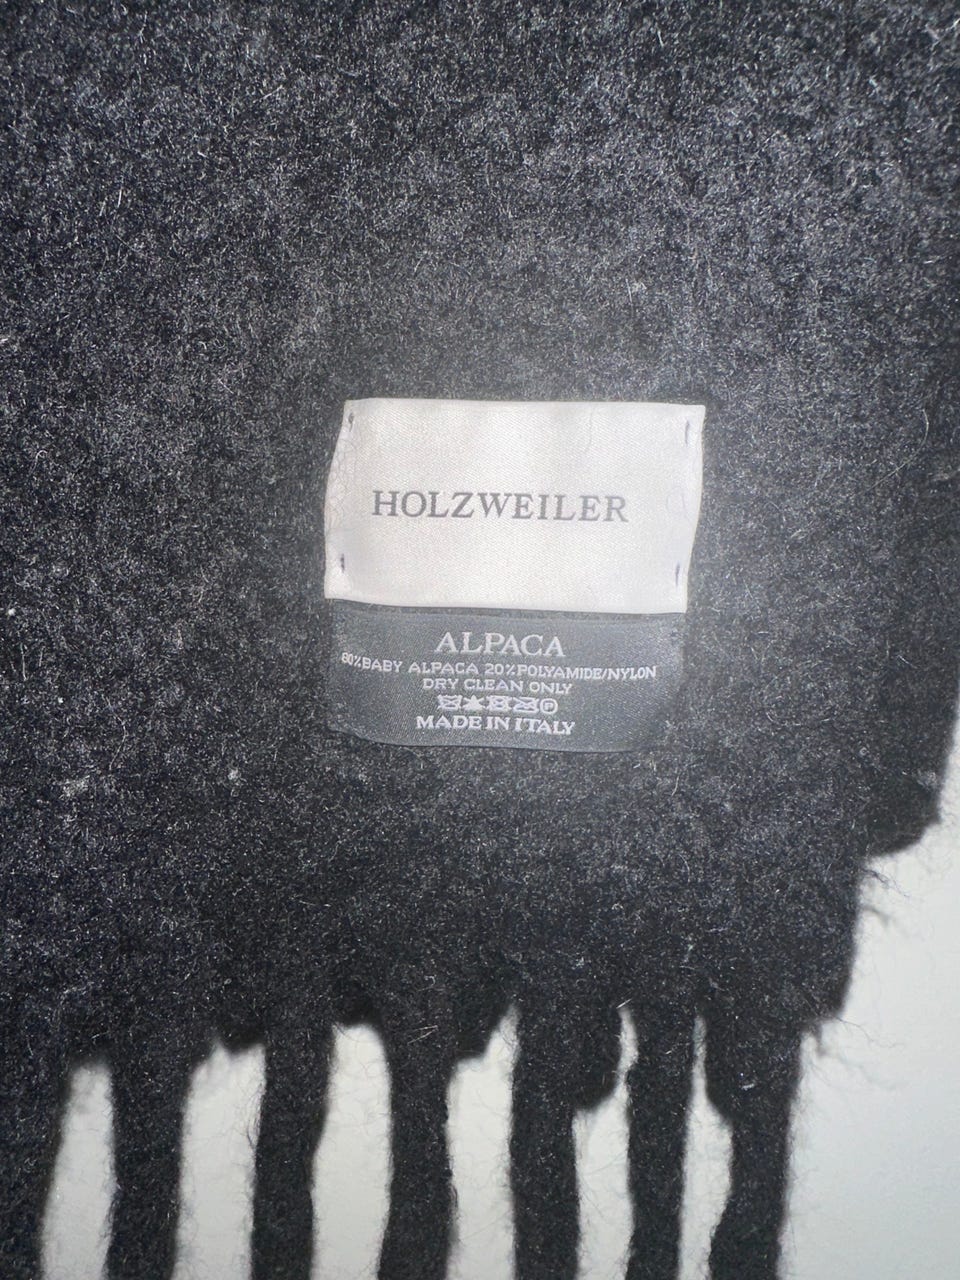 HOLZWEILER
ALPACA
80%BABY ALPACA 20%POLYAMIDE/NYLON
DRY CLEAN ONLY
P
MADE IN ITALY